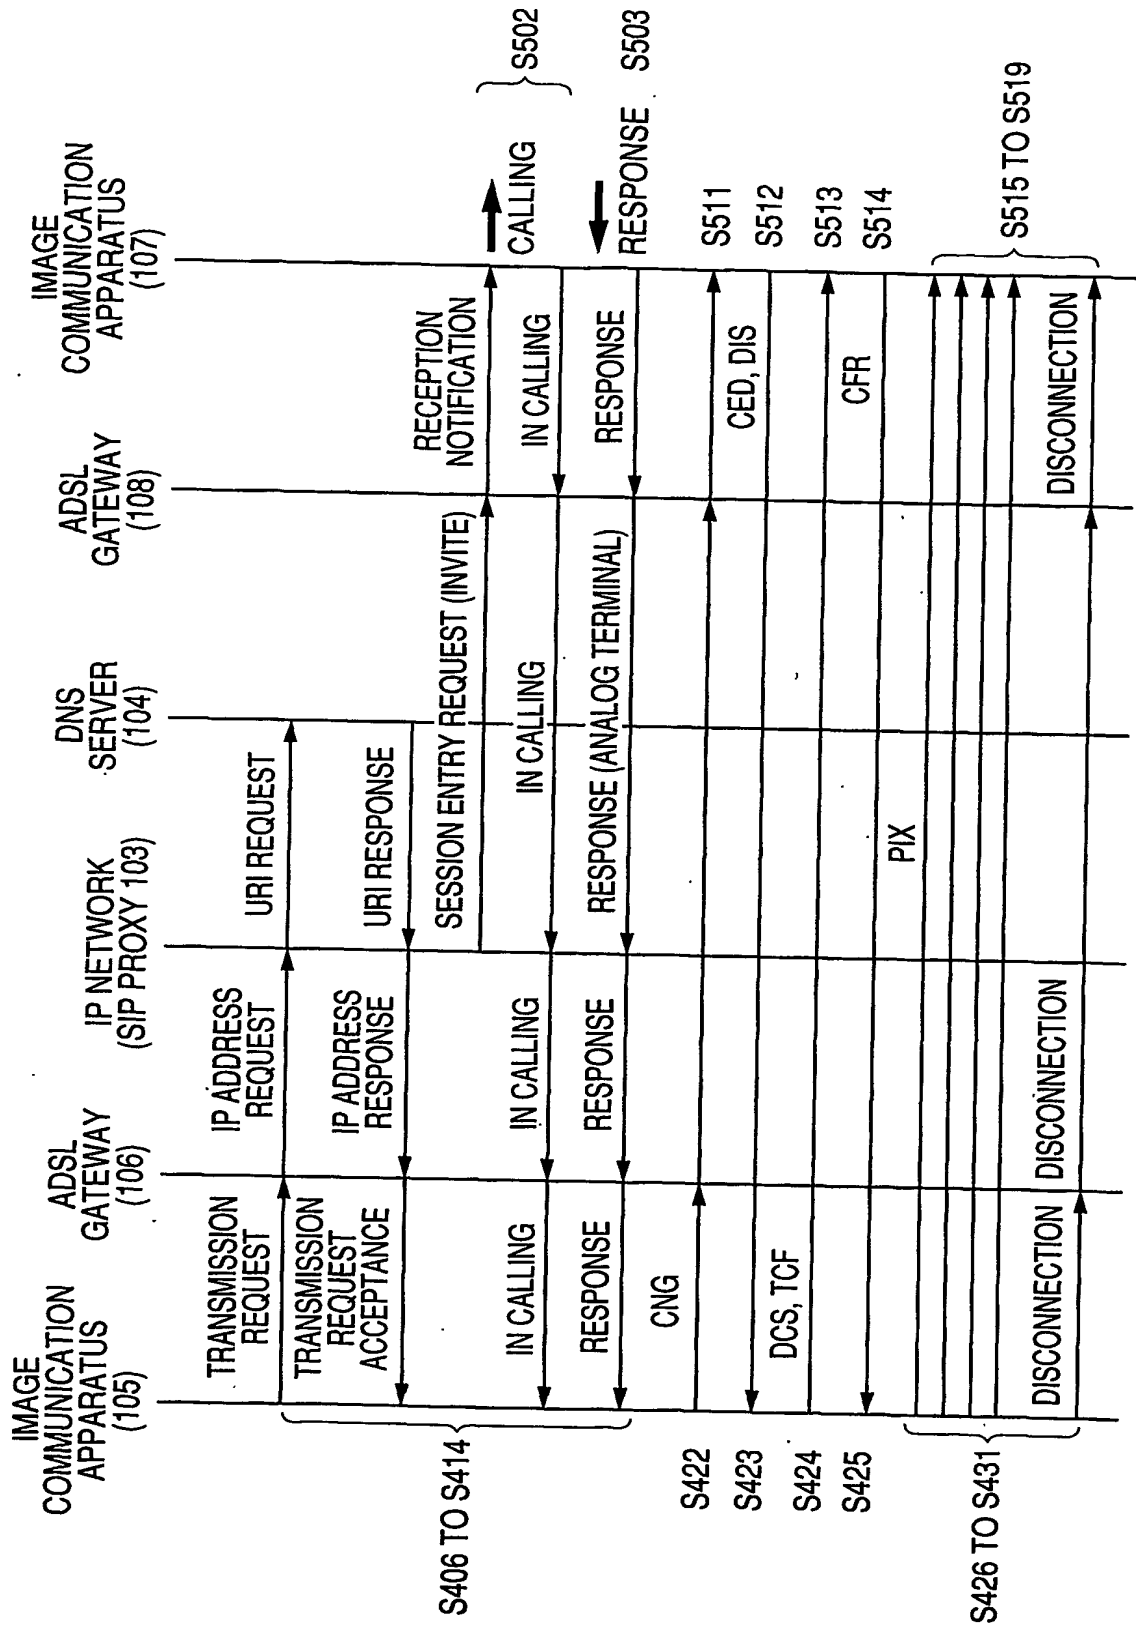 IMAGE
COMMUNICATION
APPARATUS
(105)
ADSL
GATEWAY
(106)
IP NETWORK
(SIP PROXY 103)
DNS
SERVER
(104)
ADSL
GATEWAY
(108)
IMAGE
COMMUNICATION
APPARATUS
(107)
TRANSMISSION
REQUEST
IP ADDRESS
REQUEST
URI REQUEST
TRANSMISSION
REQUEST
ACCEPTANCE
IP ADDRESS
RESPONSE
URI RESPONSE
SESSION ENTRY REQUEST (INVITE)
RECEPTION
NOTIFICATION
CALLING
S502
IN CALLING
IN CALLING
IN CALLING
IN CALLING
S406 TO S414
RESPONSE
RESPONSE
RESPONSE (ANALOG TERMINAL)
RESPONSE
RESPONSE
S503
S422
CNG
S511
S423
CED, DIS
S512
S424
DCS, TCF
S513
S425
CFR
S514
PIX
S426 TO S431
S515 TO S519
DISCONNECTION
DISCONNECTION
DISCONNECTION